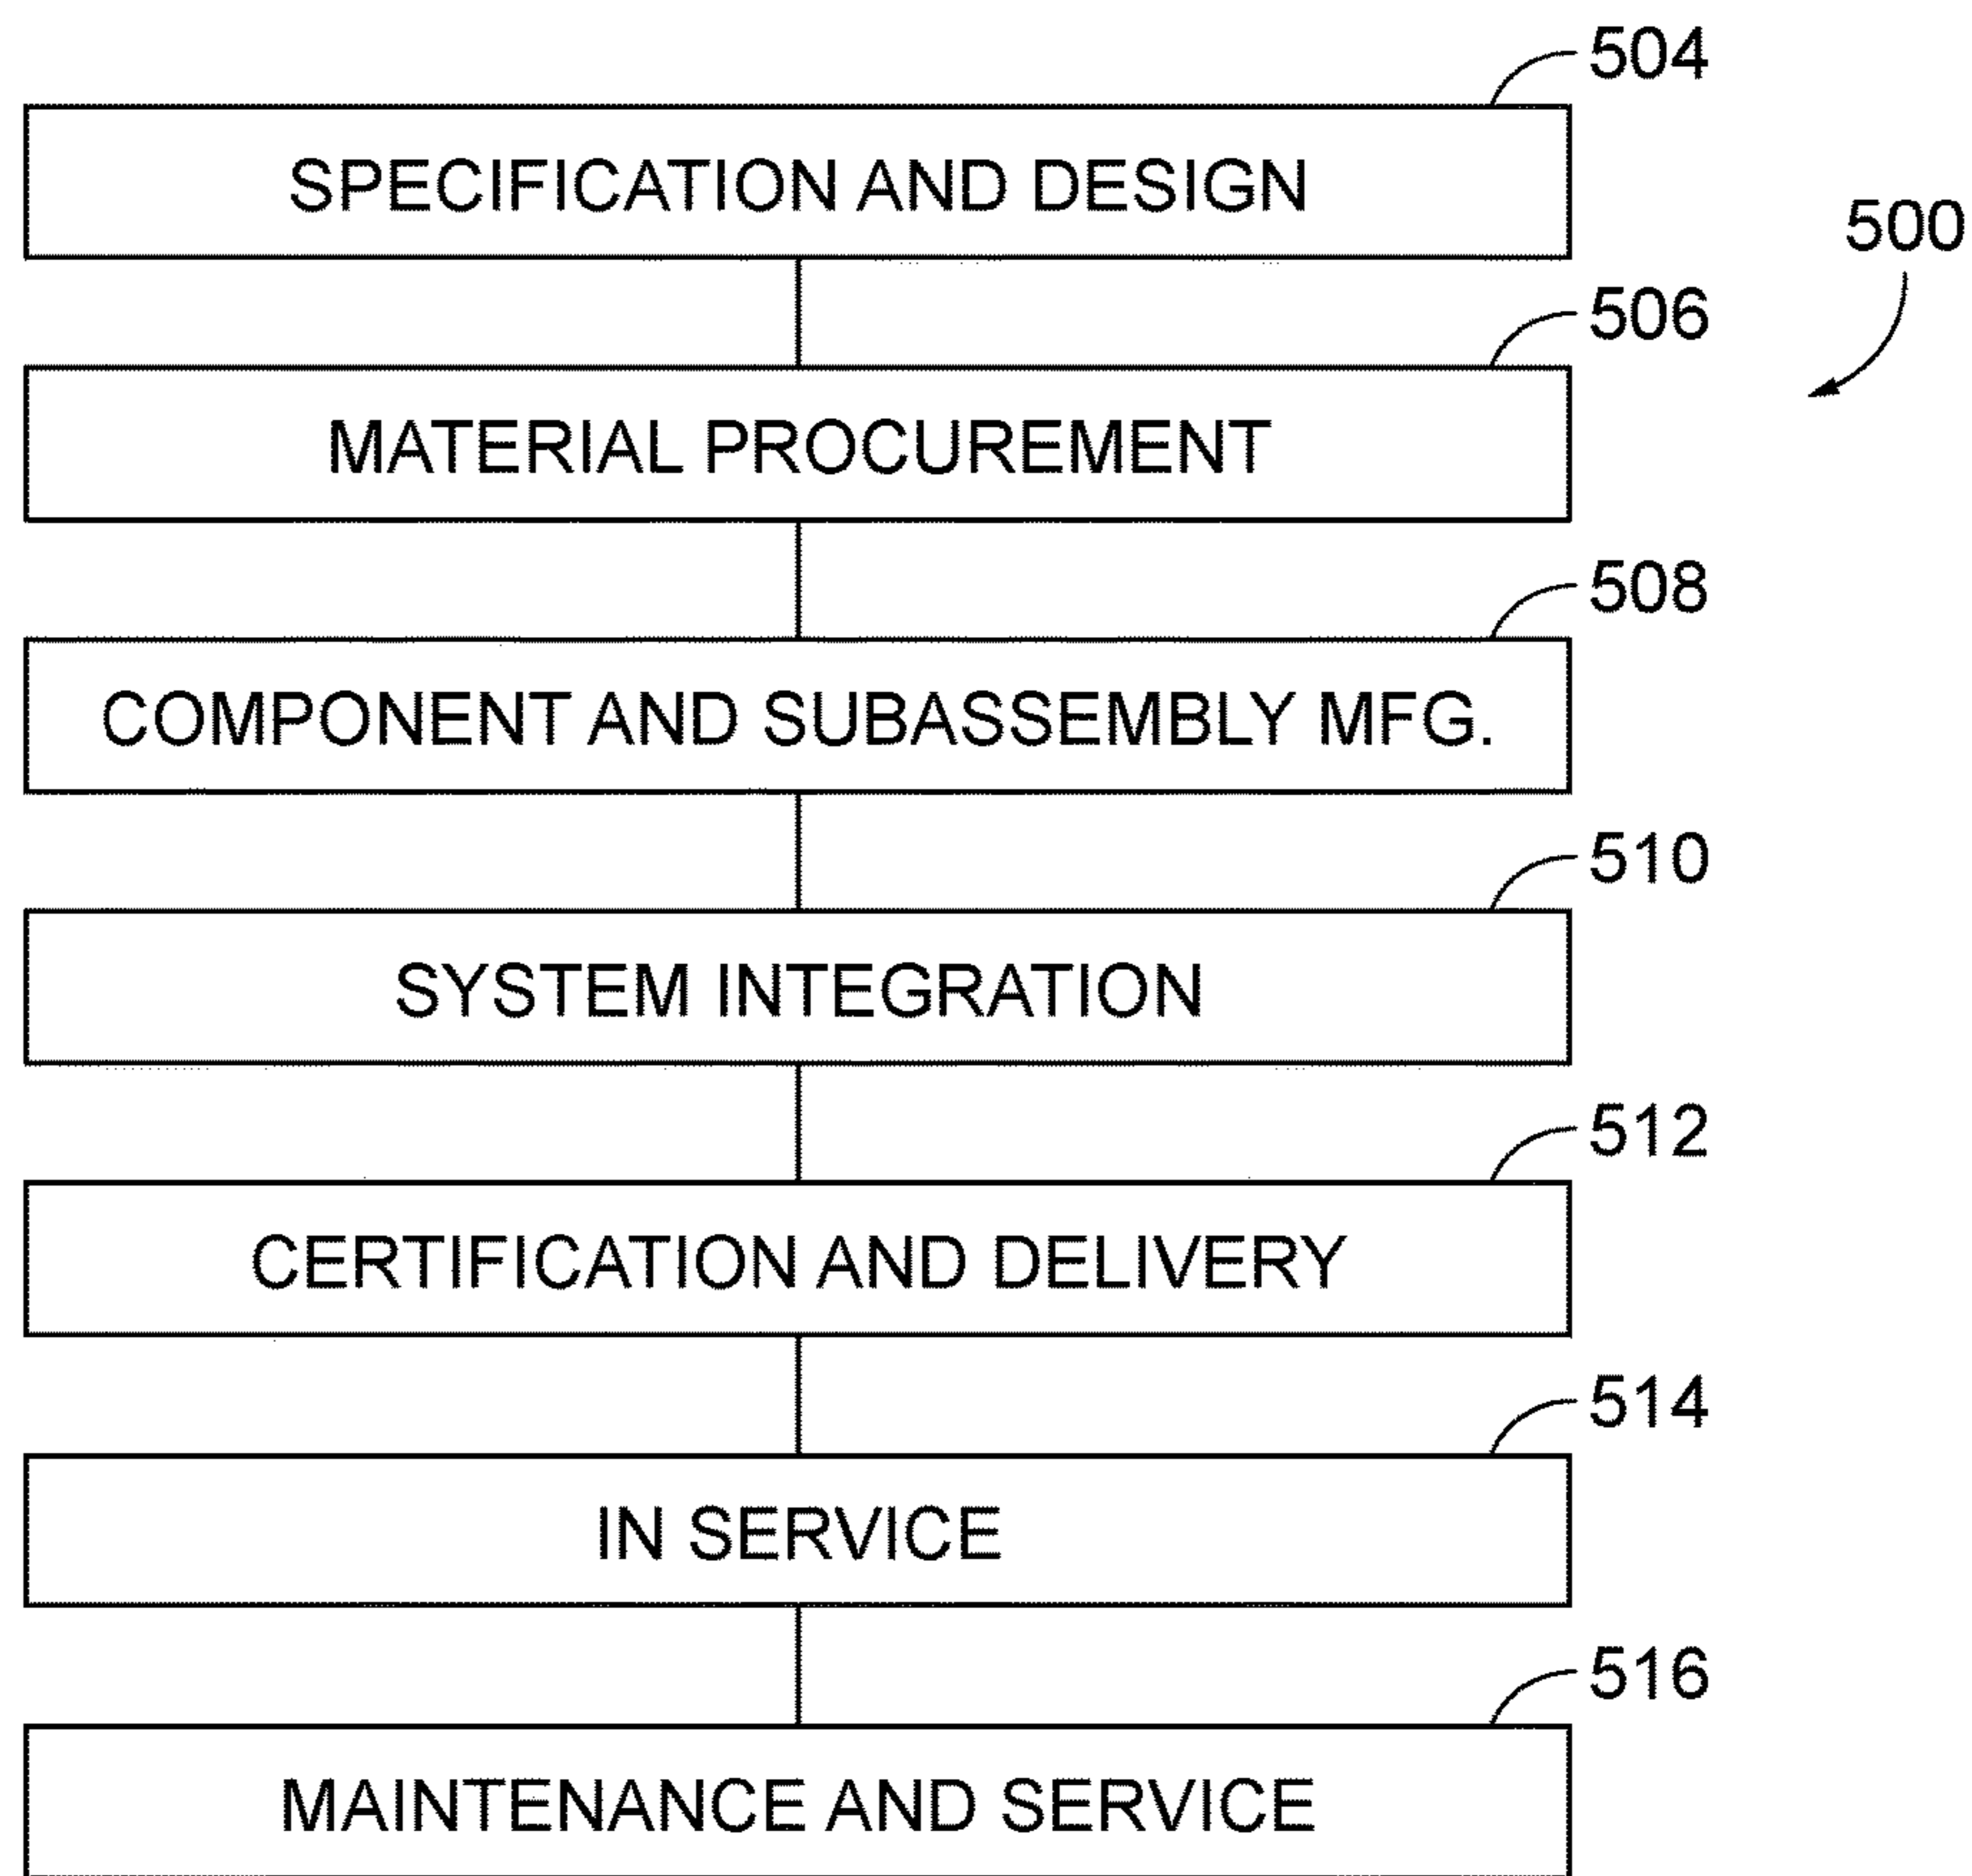 504
SPECIFICATION AND DESIGN
500
506
MATERIAL PROCUREMENT
508
COMPONENT AND SUBASSEMBLY MFG.
510
SYSTEM INTEGRATION
512
CERTIFICATION AND DELIVERY
514
IN SERVICE
516
MAINTENANCE AND SERVICE